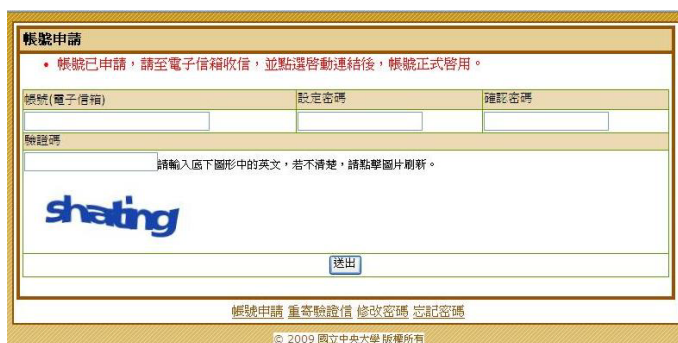 帳號申請
• 帳號已申請，請至電子信箱收信，並點選啓動連結後，帳號正式啓用。
帳號(電子信箱) 設定密碼 確認密碼
驗證碼
請輸入底下圖形中的英文，若不清楚，請點擊圖片刷新。
shating
送出
帳號申請 重寄驗證信 修改密碼 忘記密碼
© 2009 國立中央大學 版權所有